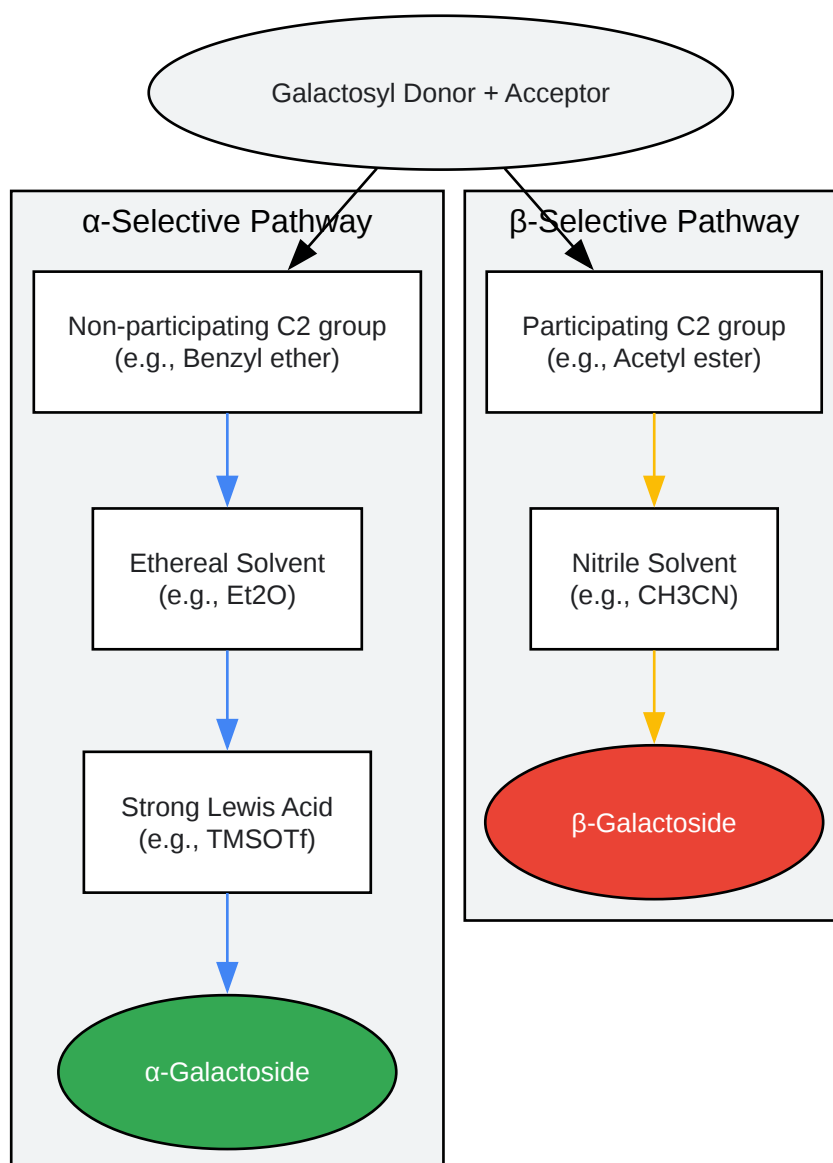 Galactosyl Donor + Acceptor
α-Selective Pathway
Non-participating C2 group
(e.g., Benzyl ether)
Ethereal Solvent
(e.g., Et2O)
Strong Lewis Acid
(e.g., TMSOTf)
α-Galactoside
β-Selective Pathway
Participating C2 group
(e.g., Acetyl ester)
Nitrile Solvent
(e.g., CH3CN)
β-Galactoside